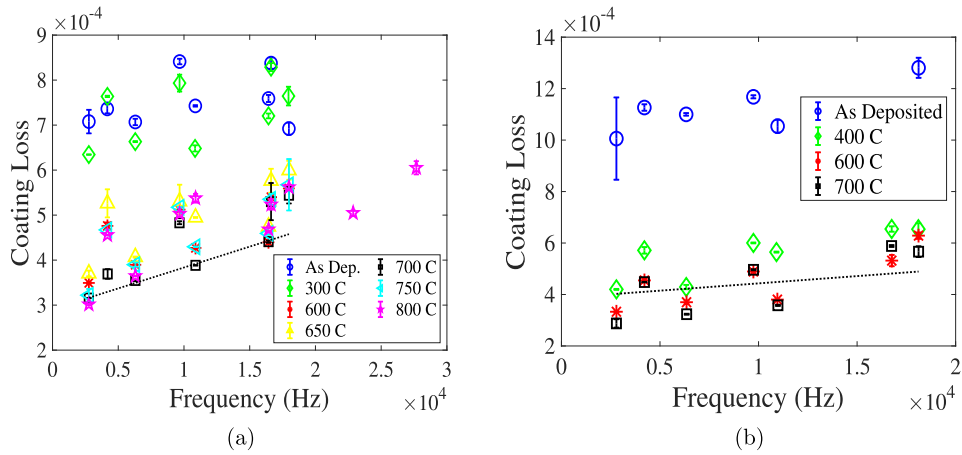 ×10⁻⁴
9
8
7
6
5
4
3
2
Coating Loss
0
0.5
1
1.5
2
2.5
3
Frequency (Hz)
×10⁴
As Dep.
300 C
600 C
650 C
700 C
750 C
800 C
(a)
×10⁻⁴
14
12
10
8
6
4
2
Coating Loss
0
0.5
1
1.5
2
Frequency (Hz)
×10⁴
As Deposited
400 C
600 C
700 C
(b)